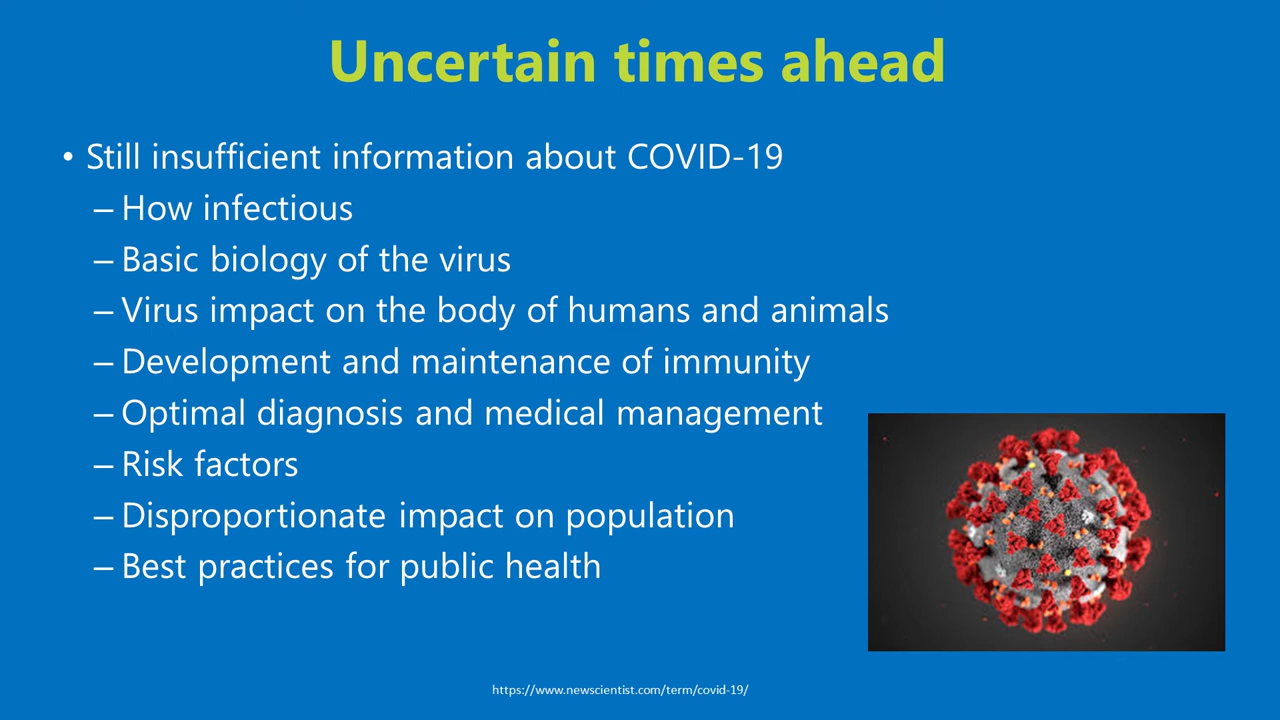 Uncertain times ahead
• Still insufficient information about COVID-19
– How infectious
– Basic biology of the virus
– Virus impact on the body of humans and animals
– Development and maintenance of immunity
– Optimal diagnosis and medical management
– Risk factors
– Disproportionate impact on population
– Best practices for public health
https://www.newscientist.com/term/covid-19/